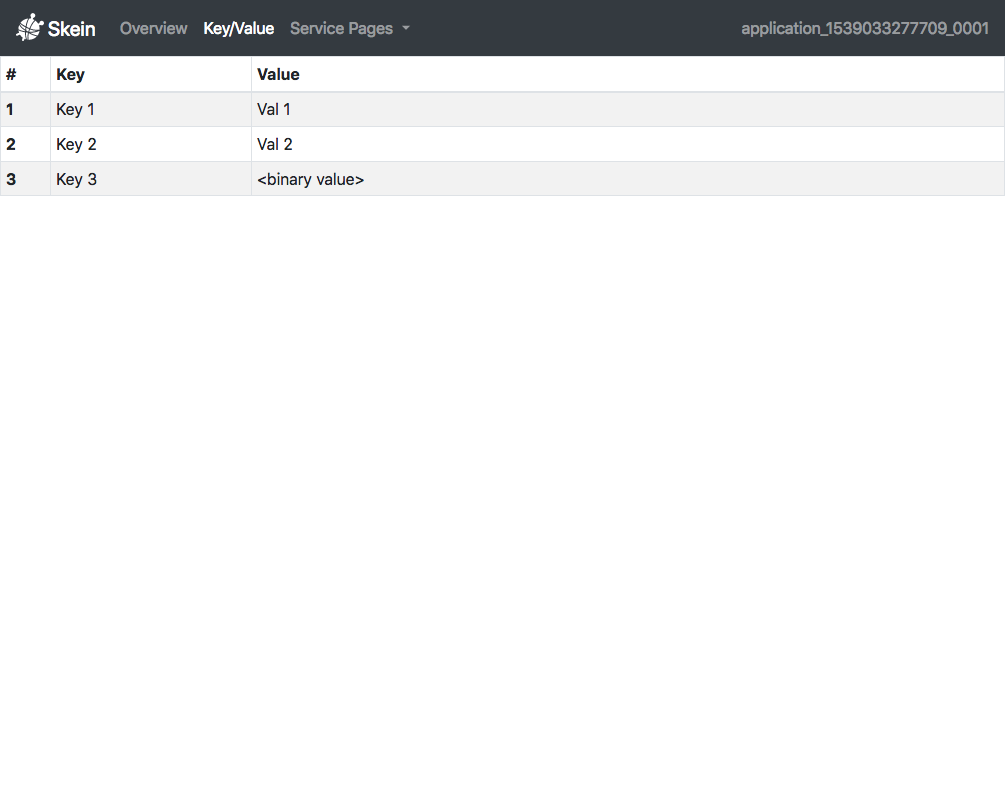 Skein Overview Key/Value Service Pages application_1539033277709_0001
# Key Value
1 Key 1 Val 1
2 Key 2 Val 2
3 Key 3 <binary value>